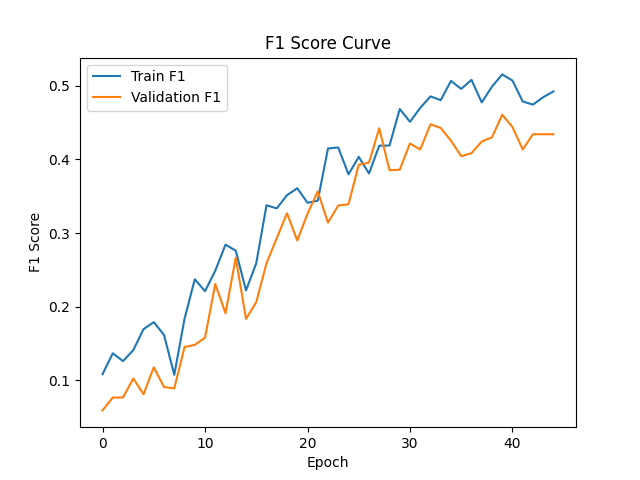 F1 Score Curve
Train F1
Validation F1
0.5
0.4
0.3
0.2
0.1
F1 Score
0 10 20 30 40
Epoch